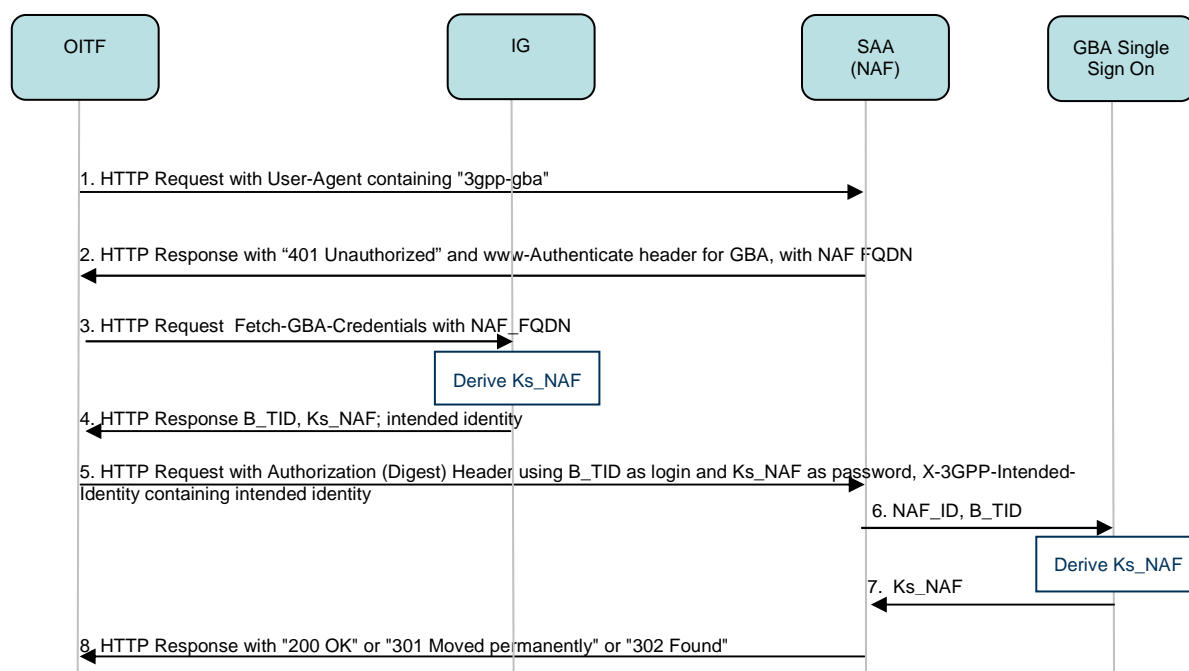 OITF
IG
SAA
(NAF)
GBA Single
Sign On
1. HTTP Request with User-Agent containing "3gpp-gba"
2. HTTP Response with “401 Unauthorized” and www-Authenticate header for GBA, with NAF FQDN
3. HTTP Request  Fetch-GBA-Credentials with NAF_FQDN
Derive Ks_NAF
4. HTTP Response B_TID, Ks_NAF; intended identity
5. HTTP Request with Authorization (Digest) Header using B_TID as login and Ks_NAF as password, X-3GPP-Intended-
Identity containing intended identity
6. NAF_ID, B_TID
Derive Ks_NAF
7.  Ks_NAF
8. HTTP Response with "200 OK" or "301 Moved permanently" or "302 Found"